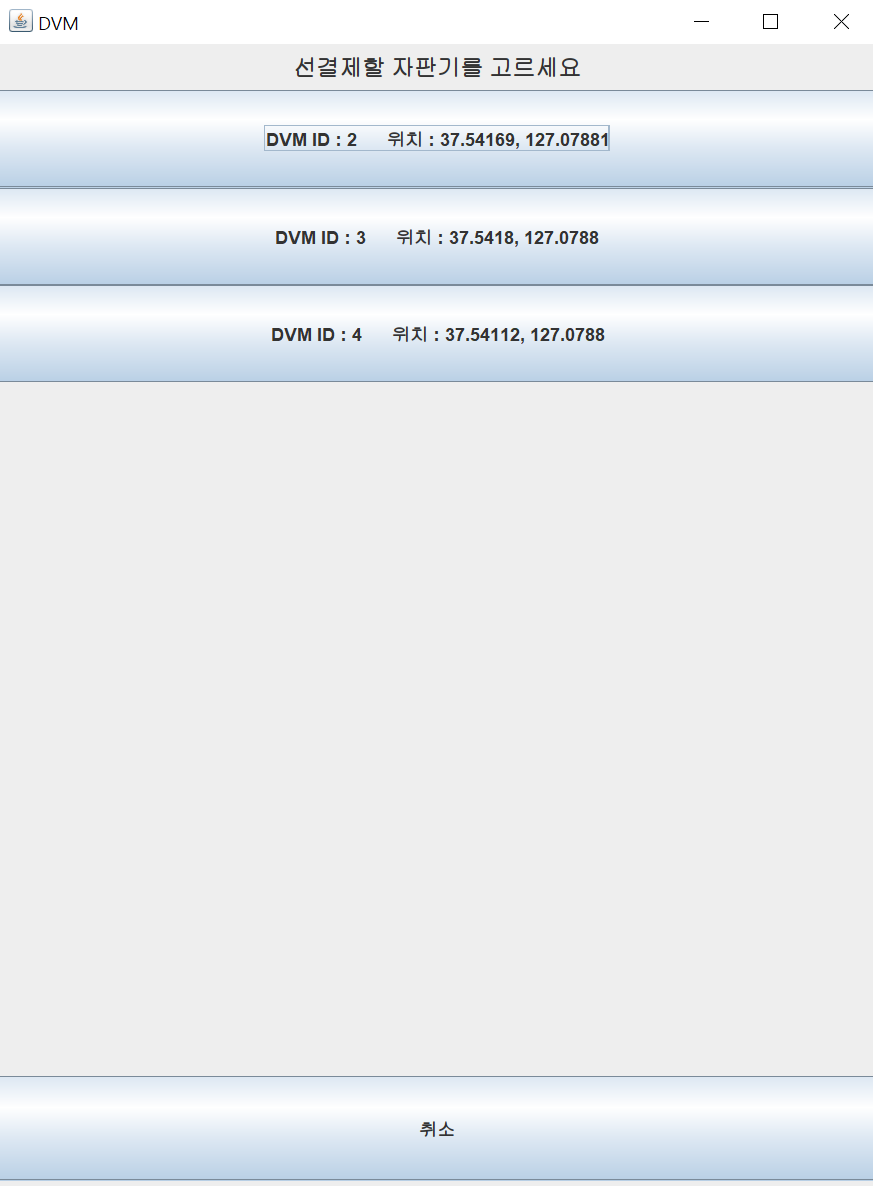 DVM
선결제할 자판기를 고르세요
DVM ID : 2 위치 : 37.54169, 127.07881
DVM ID : 3 위치 : 37.5418, 127.0788
DVM ID : 4 위치 : 37.54112, 127.0788
취소